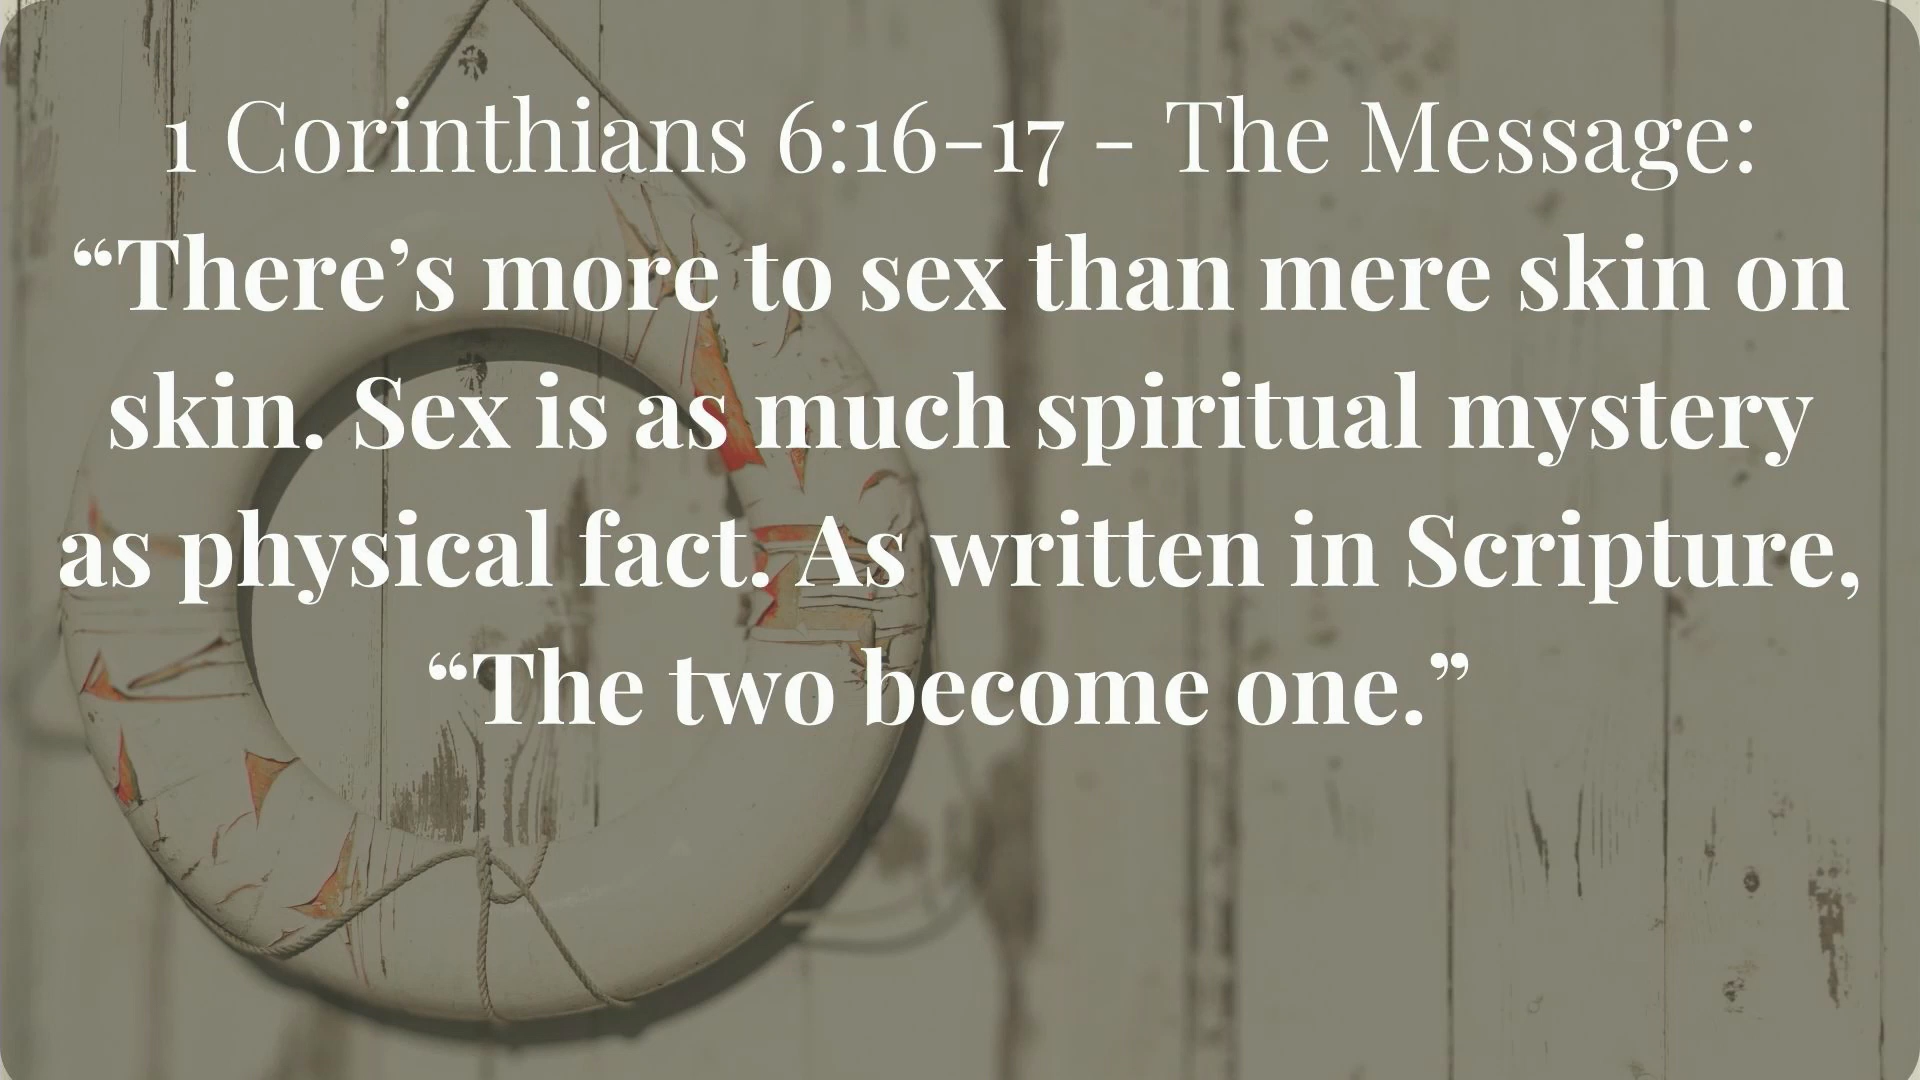 1 Corinthians 6:16-17 - The Message:
“There’s more to sex than mere skin on
skin. Sex is as much spiritual mystery
as physical fact. As written in Scripture,
“The two become one.”